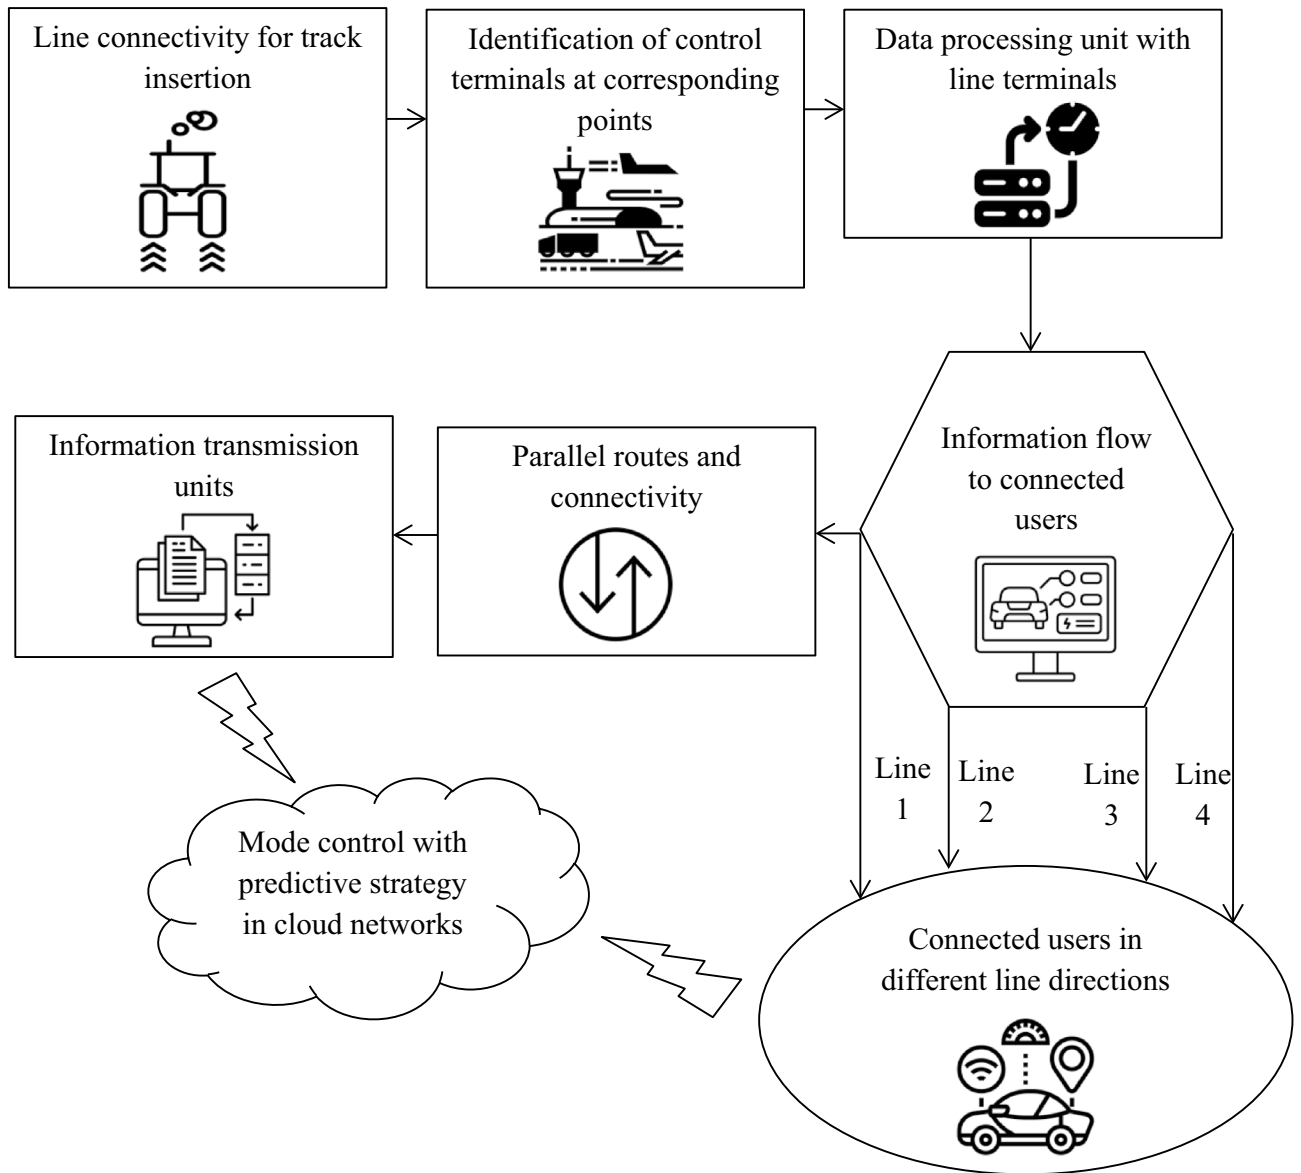 Line connectivity for track
insertion
Identification of control
terminals at corresponding
points
Data processing unit with
line terminals
Information flow
to connected
users
Parallel routes and
connectivity
Information transmission
units
Line
1
Line
2
Line
3
Line
4
Mode control with
predictive strategy
in cloud networks
Connected users in
different line directions